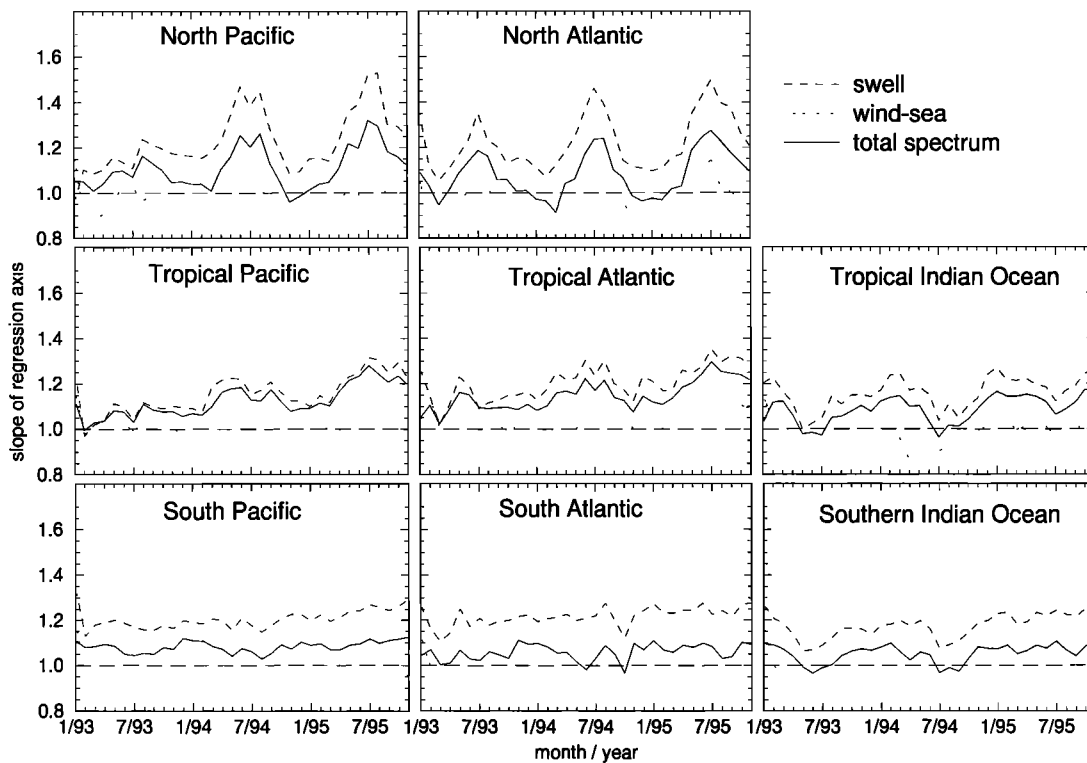 1.6
1.4
1.2
1.0
0.8
North Pacific
North Atlantic
swell
wind-sea
total spectrum
slope of regression axis
1.6
1.4
1.2
1.0
0.8
Tropical Pacific
Tropical Atlantic
Tropical Indian Ocean
1.6
1.4
1.2
1.0
0.8
South Pacific
South Atlantic
Southern Indian Ocean
1/93 7/93 1/94 7/94 1/95 7/95
1/93 7/93 1/94 7/94 1/95 7/95
1/93 7/93 1/94 7/94 1/95 7/95
month / year